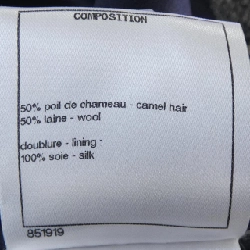 COMPOSITION
50% poil de chameau - camel hair
50% laine - wool
doublure - lining :
100% soie - silk
851919